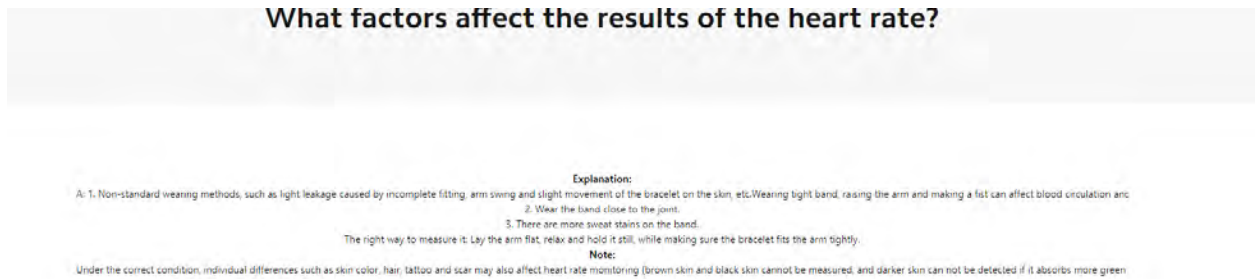 What factors affect the results of the heart rate?
Explanation:
A: 1. Non-standard wearing methods, such as light leakage caused by incomplete fitting, arm swing and slight movement of the bracelet on the skin, etc.Wearing tight band, raising the arm and making a fist can affect blood circulation anc
2. Wear the band close to the joint.
3. There are more sweat stains on the band.
The right way to measure it: Lay the arm flat, relax and hold it still, while making sure the bracelet fits the arm tightly.
Note:
Under the correct condition, individual differences such as skin color, hair, tattoo and scar may also affect heart rate monitoring (brown skin and black skin cannot be measured, and darker skin can not be detected if it absorbs more green